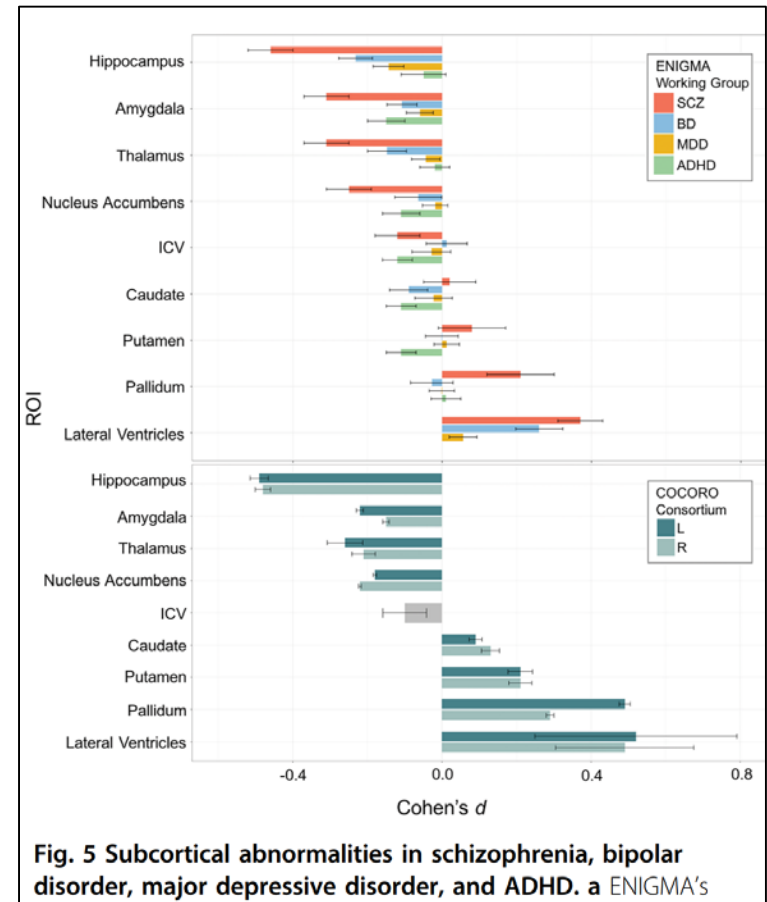 Hippocampus
Amygdala
Thalamus
Nucleus Accumbens
ICV
Caudate
Putamen
Pallidum
Lateral Ventricles
ENIGMA
Working Group
SCZ
BD
MDD
ADHD
ROI
Hippocampus
Amygdala
Thalamus
Nucleus Accumbens
ICV
Caudate
Putamen
Pallidum
Lateral Ventricles
COCORO
Consortium
L
R
-0.4 0.0 0.4 0.8
Cohen's d
Fig. 5 Subcortical abnormalities in schizophrenia, bipolar
disorder, major depressive disorder, and ADHD. a ENIGMA's